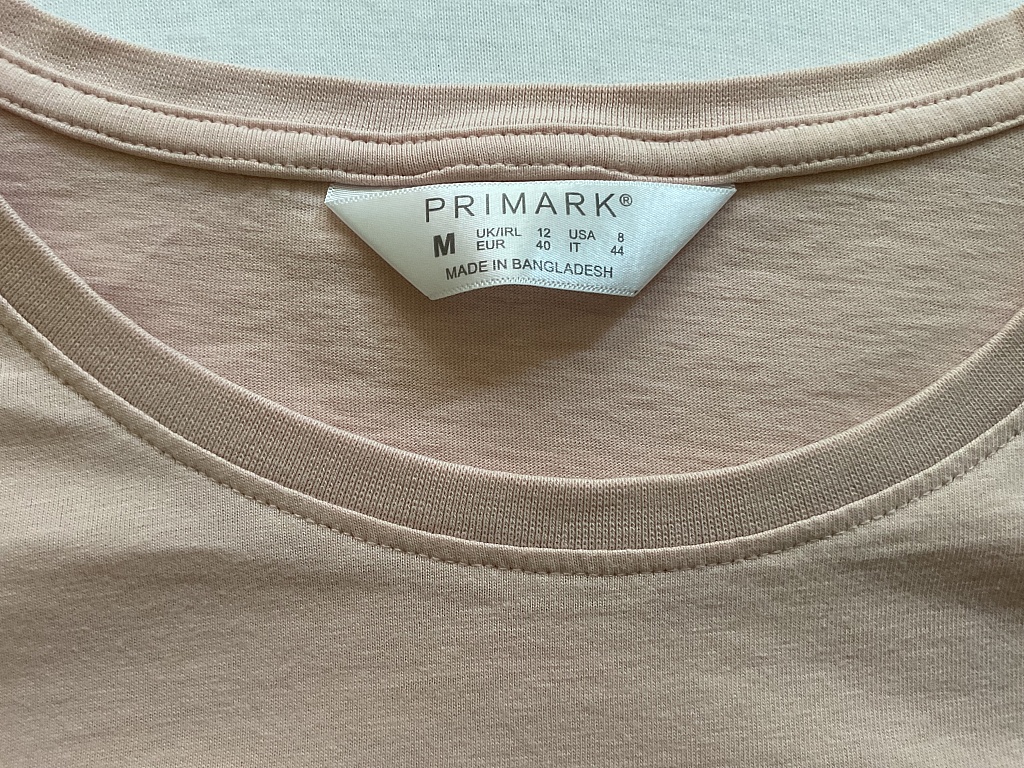 PRIMARK®
M UK/IRL 12 USA 8
EUR 40 IT 44
MADE IN BANGLADESH